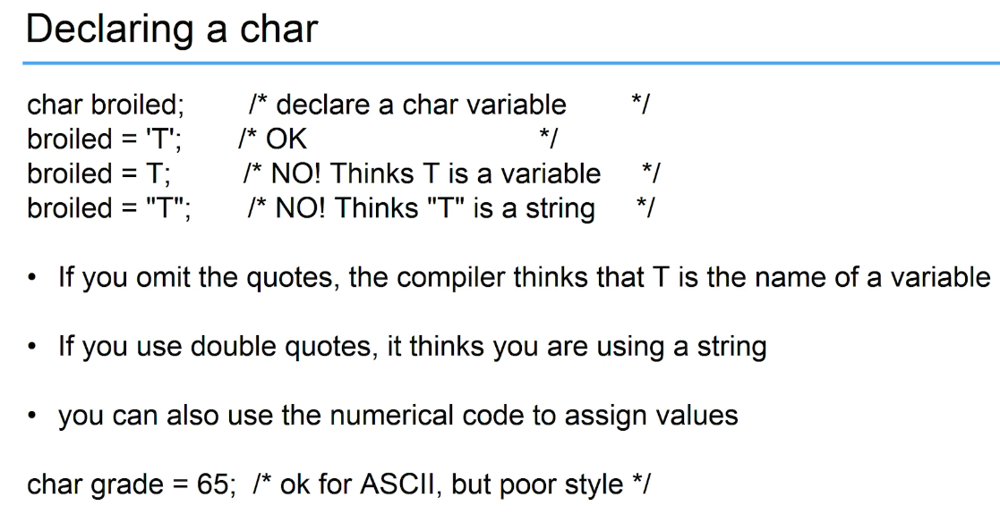 Declaring a char
char broiled; /* declare a char variable */
broiled = 'T'; /* OK */
broiled = T; /* NO! Thinks T is a variable */
broiled = "T"; /* NO! Thinks "T" is a string */
• If you omit the quotes, the compiler thinks that T is the name of a variable
• If you use double quotes, it thinks you are using a string
• you can also use the numerical code to assign values
char grade = 65; /* ok for ASCII, but poor style */